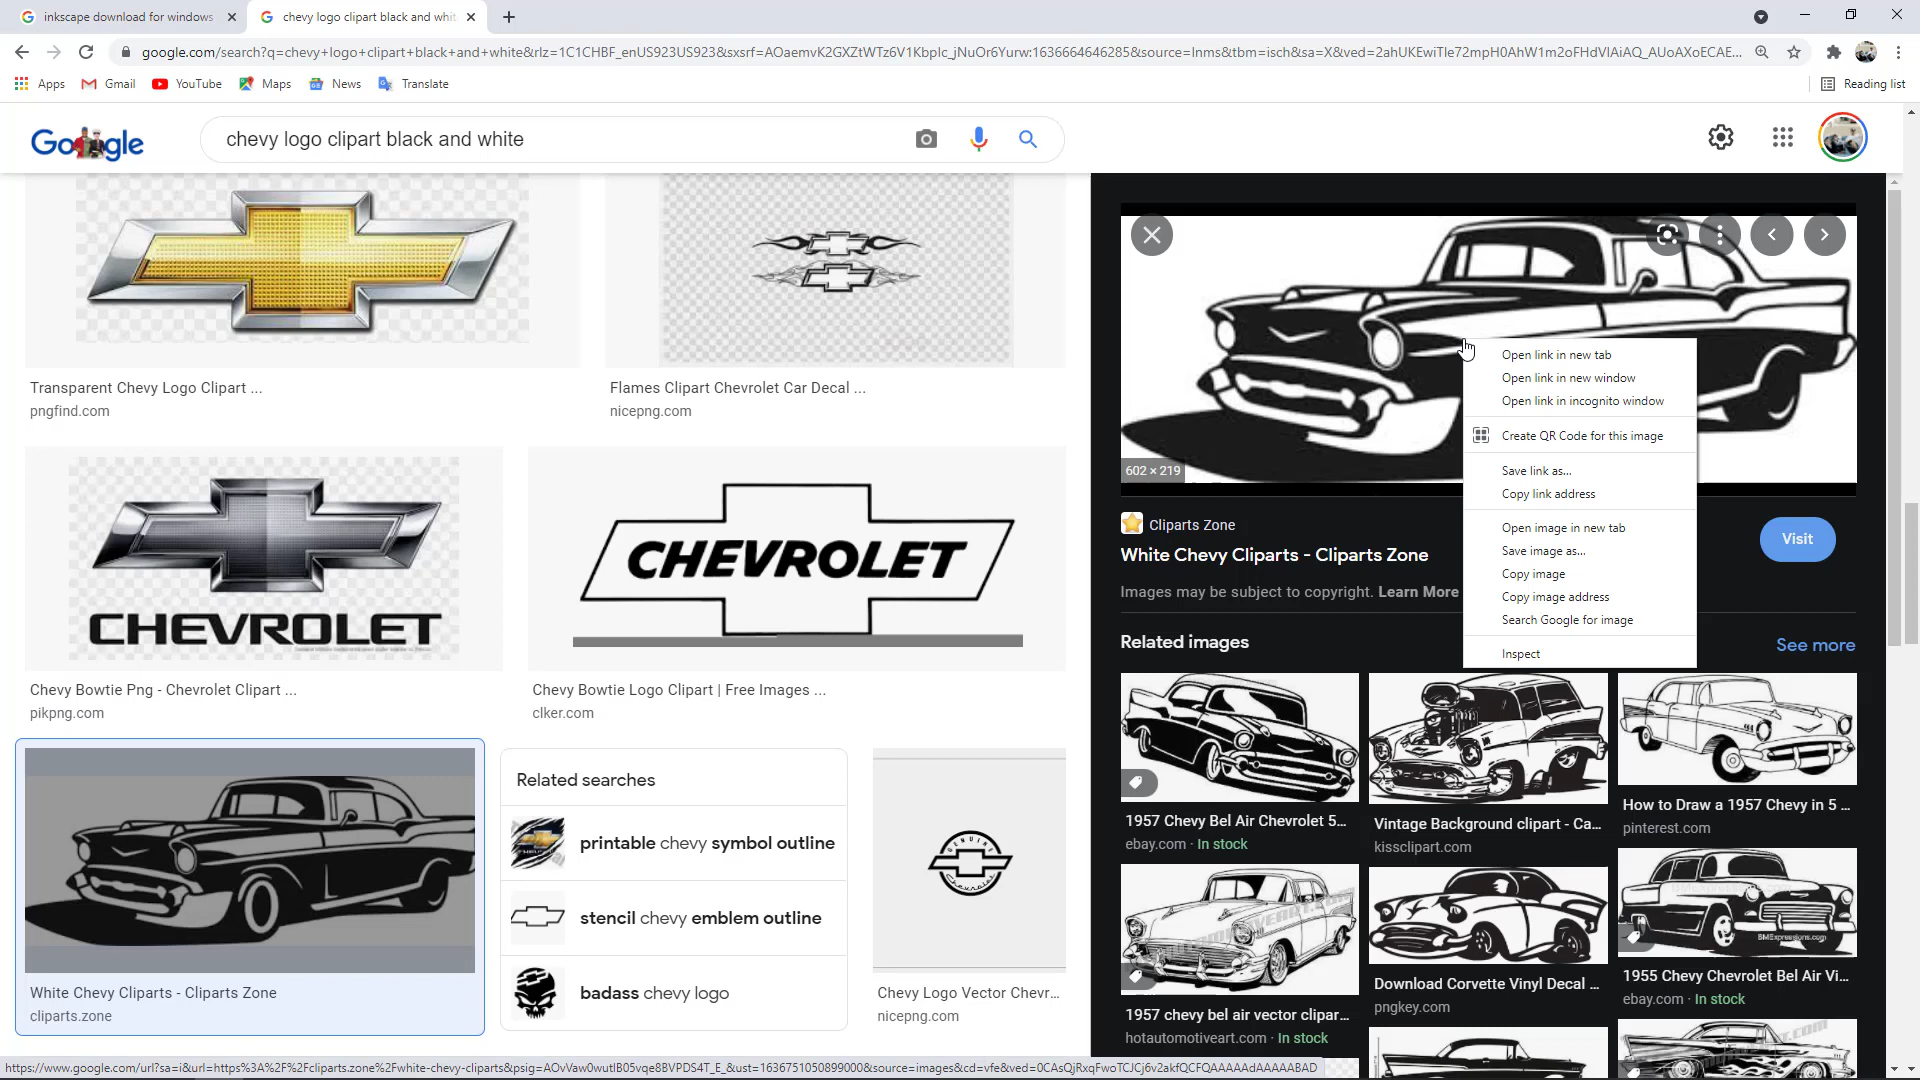 inkscape download for windows
chevy logo clipart black and whit
google.com/search?q=chevy+logo+clipart+black+and+white&rlz=1C1CHBF_enUS923US923&sxsrf=AOaemvK2GXZtWTz6V1KbpIc_jNuOr6Yurw:1636664646285&source=lnms&tbm=isch&sa=X&ved=2ahUKEwiTle72mpH0AhW1m2oFHdVIAiAQ_AUoAXoECAE...
Apps
Gmail
YouTube
Maps
News
Translate
Reading list
Google
chevy logo clipart black and white
Transparent Chevy Logo Clipart ...
pngfind.com
Flames Clipart Chevrolet Car Decal ...
nicepng.com
CHEVROLET
Chevy Bowtie Png - Chevrolet Clipart ...
pikpng.com
CHEVROLET
Chevy Bowtie Logo Clipart | Free Images ...
clker.com
White Chevy Cliparts - Cliparts Zone
cliparts.zone
Related searches
printable chevy symbol outline
stencil chevy emblem outline
badass chevy logo
GENUINE
Chevrolet
Chevy Logo Vector Chevr...
nicepng.com
602 × 219
Cliparts Zone
White Chevy Cliparts - Cliparts Zone
Visit
Images may be subject to copyright. Learn More
Open link in new tab
Open link in new window
Open link in incognito window
Create QR Code for this image
Save link as...
Copy link address
Open image in new tab
Save image as...
Copy image
Copy image address
Search Google for image
Inspect
Related images
See more
1957 Chevy Bel Air Chevrolet 5...
ebay.com · In stock
Vintage Background clipart - Ca...
kissclipart.com
How to Draw a 1957 Chevy in 5 ...
pinterest.com
1957 chevy bel air vector clipar...
hotautomotiveart.com · In stock
Download Corvette Vinyl Decal ...
pngkey.com
BMExpressions.com
1955 Chevy Chevrolet Bel Air Vi...
ebay.com · In stock
https://www.google.com/url?sa=i&url=https%3A%2F%2Fcliparts.zone%2Fwhite-chevy-cliparts&psig=AOvVaw0wutlB05vqe8BVPDS4T_E_&ust=1636751050899000&source=images&cd=vfe&ved=0CAsQjRxqFwoTCJCj6v2akfQCFQAAAAAdAAAAABAD